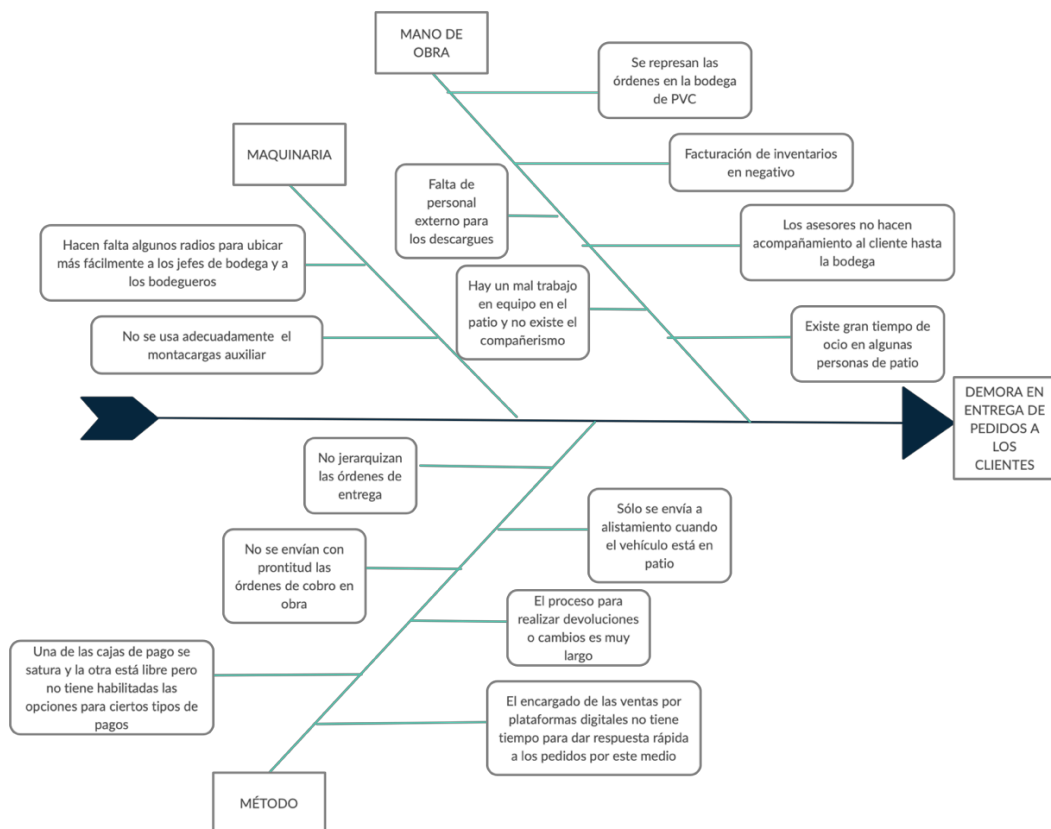 MANO DE
OBRA
Se represan las
órdenes en la bodega
de PVC
MAQUINARIA
Facturación de inventarios
en negativo
Falta de
personal
externo para
los descargues
Los asesores no hacen
acompañamiento al cliente hasta
la bodega
Hacen falta algunos radios para ubicar
más fácilmente a los jefes de bodega y a
los bodegueros
Hay un mal trabajo
en equipo en el
patio y no existe el
compañerismo
No se usa adecuadamente el
montacargas auxiliar
Existe gran tiempo de
ocio en algunas
personas de patio
DEMORA EN
ENTREGA DE
PEDIDOS A
LOS
CLIENTES
No jerarquizan
las órdenes de
entrega
Sólo se envía a
alistamiento cuando
el vehículo está en
patio
No se envían con
prontitud las
órdenes de cobro en
obra
El proceso para
realizar devoluciones
o cambios es muy
largo
Una de las cajas de pago se
satura y la otra está libre pero
no tiene habilitadas las
opciones para ciertos tipos de
pagos
El encargado de las ventas por
plataformas digitales no tiene
tiempo para dar respuesta rápida
a los pedidos por este medio
MÉTODO